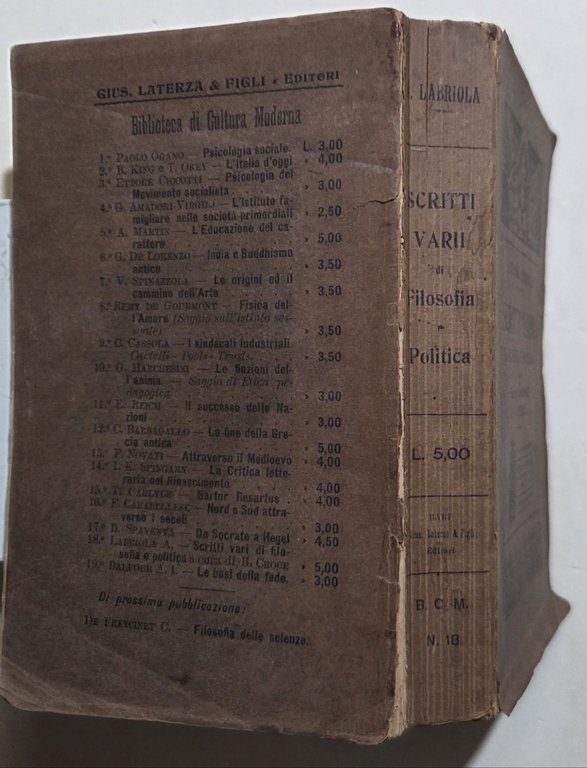 GIUS. LATERZA & FIGLI • EDITORI
Biblioteca di Cultura Moderna
1.° PAOLO ORANO — Psicologia sociale. L. 3,00
2.° B. KING e T. OKEY — L'Italia d'oggi » 4,00
3.° ETTORE CICCOTTI — Psicologia del
Movimento socialista » 3,00
4.° G. AMADORI-VIRGILJ — L'Istituto fa-
migliare nelle società primordiali » 2,50
5.° A. MARTIN — L'Educazione del ca-
rattere » 5,00
6.° G. DE LORENZO — India e Buddhismo
antico » 3,50
7.° V. SPINAZZOLA — Le origini ed il
cammino dell'Arte » 3,50
8.° REMY DE GOURMONT — Fisica del-
l'Amore (Saggio sull'istinto ses-
suale) » 3,50
9.° C. CASSOLA — I sindacati industriali.
Cartelli - Pools - Trusts » 3,50
10.° G. MARCHESINI — Le finzioni del-
l'anima. — Saggio di Etica pe-
dagogica » 3,00
11.° E. REICH — Il successo delle Na-
zioni » 3,00
12.° C. BARBAGALLO — La fine della Gre-
cia antica » 5,00
13.° F. NOVATI — Attraverso il Medioevo » 4,00
14.° I. E. SPINGARN — La Critica lette-
raria nel Rinascimento » 4,00
15.° T. CARLYLE — Sartor Resartus » 4,00
16.° F. CARABELLESE — Nord e Sud attra-
verso i secoli » 3,00
17.° B. SPAVENTA — Da Socrate a Hegel » 4,50
18.° LABRIOLA A. — Scritti vari di filo-
sofia e politica a cura di B. CROCE » 5,00
19.° BALFOUR A. I. — Le basi della fede. » 3,00
Di prossima pubblicazione:
DE FREYCINET C. — Filosofia delle scienze.
LABRIOLA
SCRITTI
VARII
di
Filosofia
e
Politica
L. 5,00
BARI
Gius. Laterza & Figli
Editori
B. C. M.
N. 18